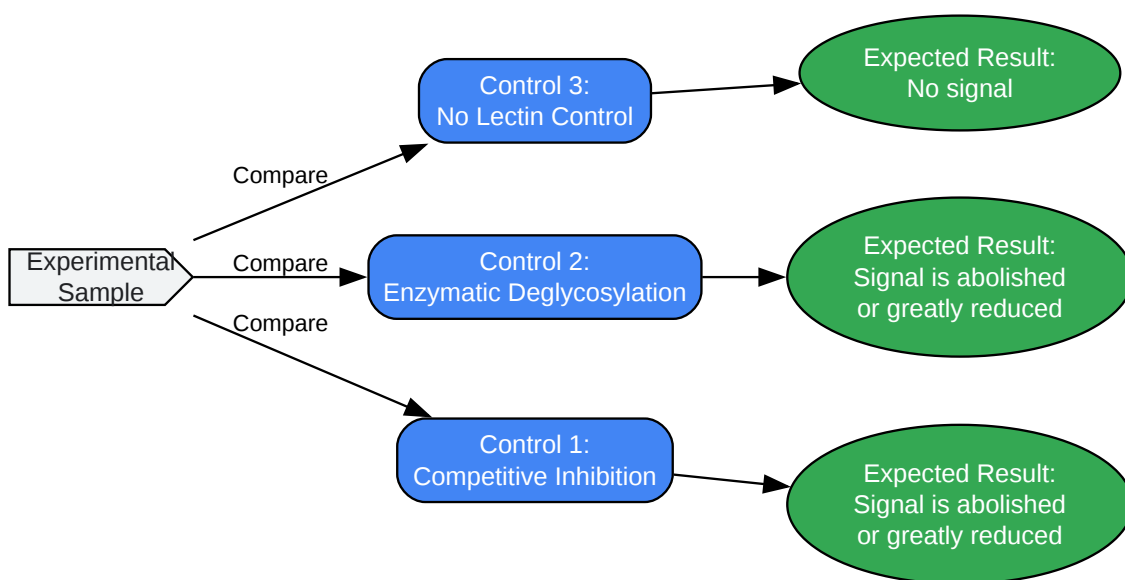 Control 3:
No Lectin Control
Expected Result:
No signal
Compare
Experimental
Sample
Compare
Control 2:
Enzymatic Deglycosylation
Expected Result:
Signal is abolished
or greatly reduced
Compare
Control 1:
Competitive Inhibition
Expected Result:
Signal is abolished
or greatly reduced